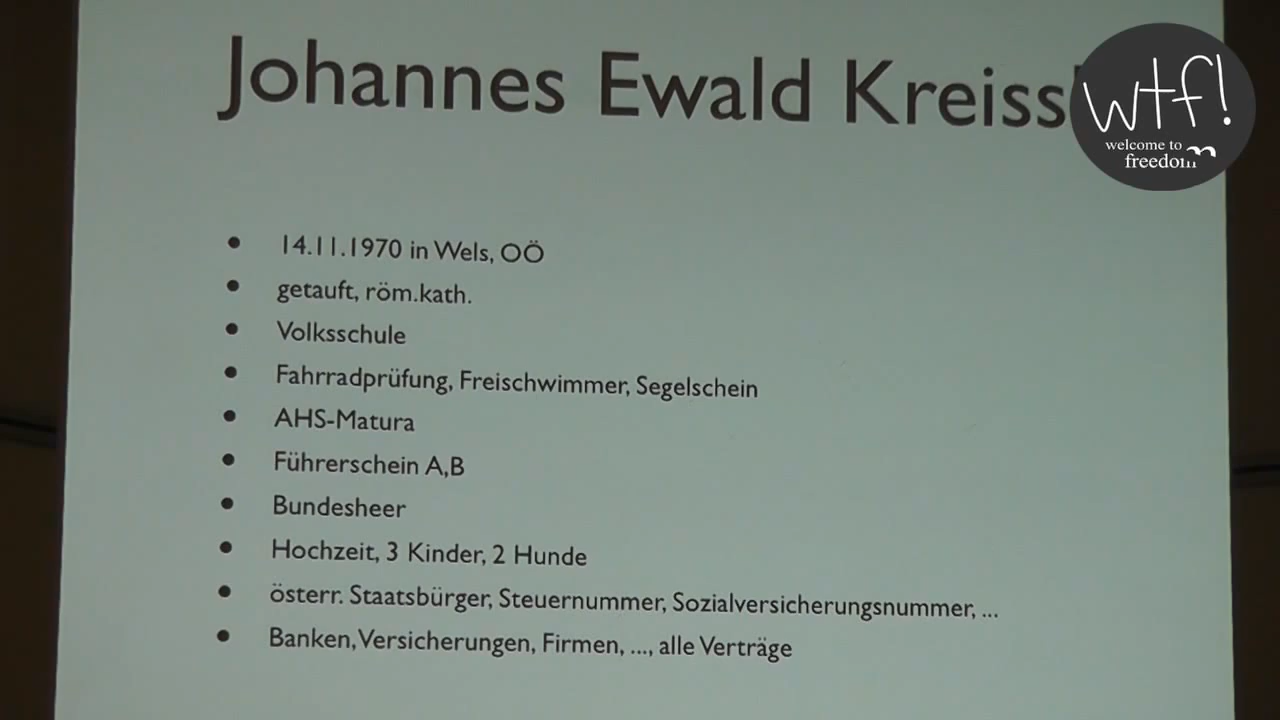 Johannes Ewald Kreiss
wtf!
welcome to
freedom
• 14.11.1970 in Wels, OÖ
• getauft, röm.kath.
• Volksschule
• Fahrradprüfung, Freischwimmer, Segelschein
• AHS-Matura
• Führerschein A,B
• Bundesheer
• Hochzeit, 3 Kinder, 2 Hunde
• österr. Staatsbürger, Steuernummer, Sozialversicherungsnummer, ...
• Banken, Versicherungen, Firmen, ..., alle Verträge